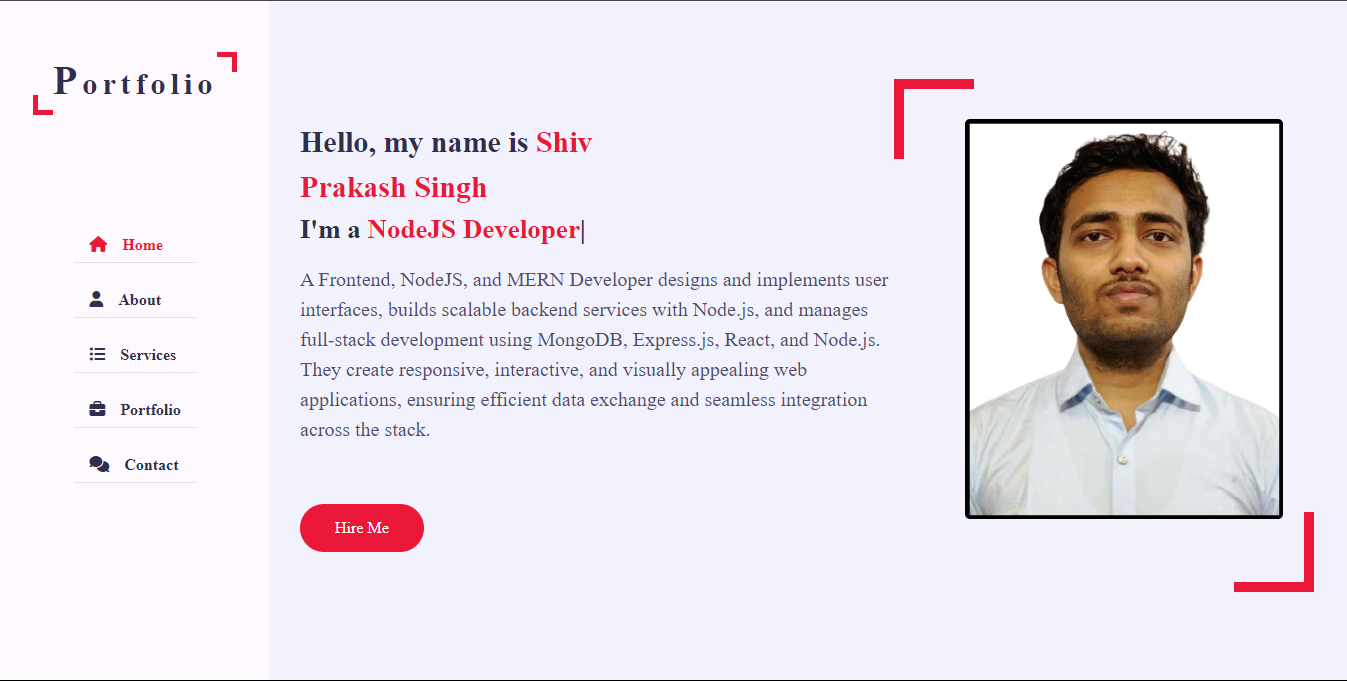 Portfolio
Home
About
Services
Portfolio
Contact
Hello, my name is Shiv
Prakash Singh
I'm a NodeJS Developer|
A Frontend, NodeJS, and MERN Developer designs and implements user
interfaces, builds scalable backend services with Node.js, and manages
full-stack development using MongoDB, Express.js, React, and Node.js.
They create responsive, interactive, and visually appealing web
applications, ensuring efficient data exchange and seamless integration
across the stack.
Hire Me